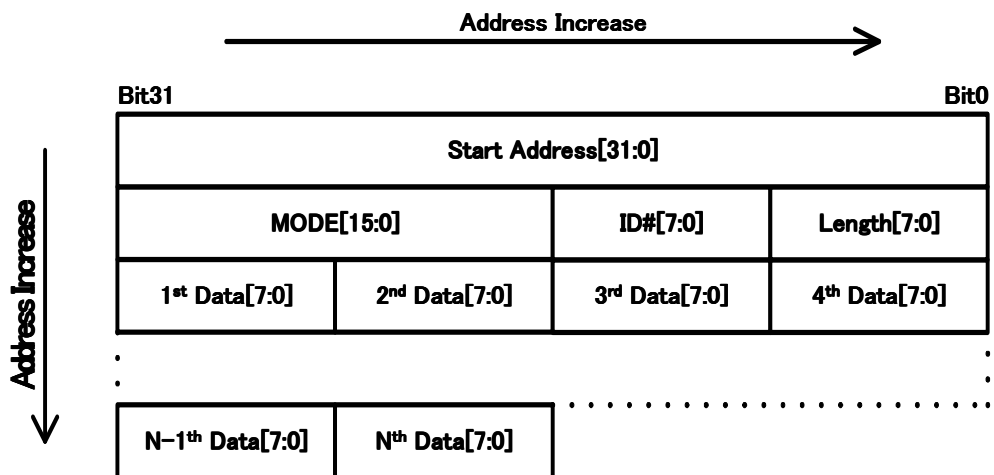 Address Increase
Bit31 Bit0
Start Address[31:0]
MODE[15:0] ID#[7:0] Length[7:0]
1st Data[7:0] 2nd Data[7:0] 3rd Data[7:0] 4th Data[7:0]
N-1th Data[7:0] Nth Data[7:0]
Address Increase